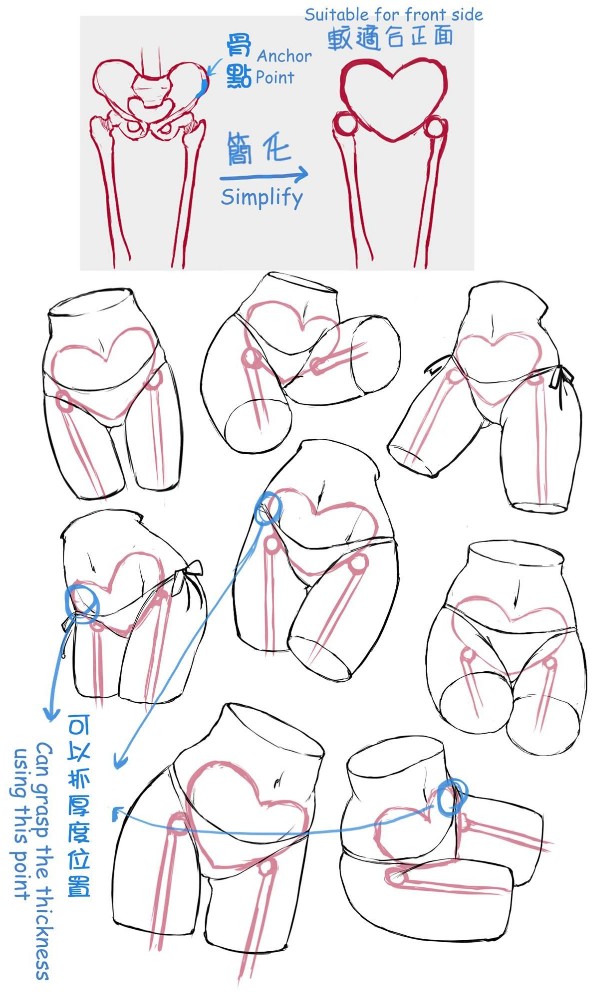 Suitable for front side
較適合正面
骨點
Anchor
Point
簡化
Simplify
可以抓厚度位置
Can grasp the thickness
using this point